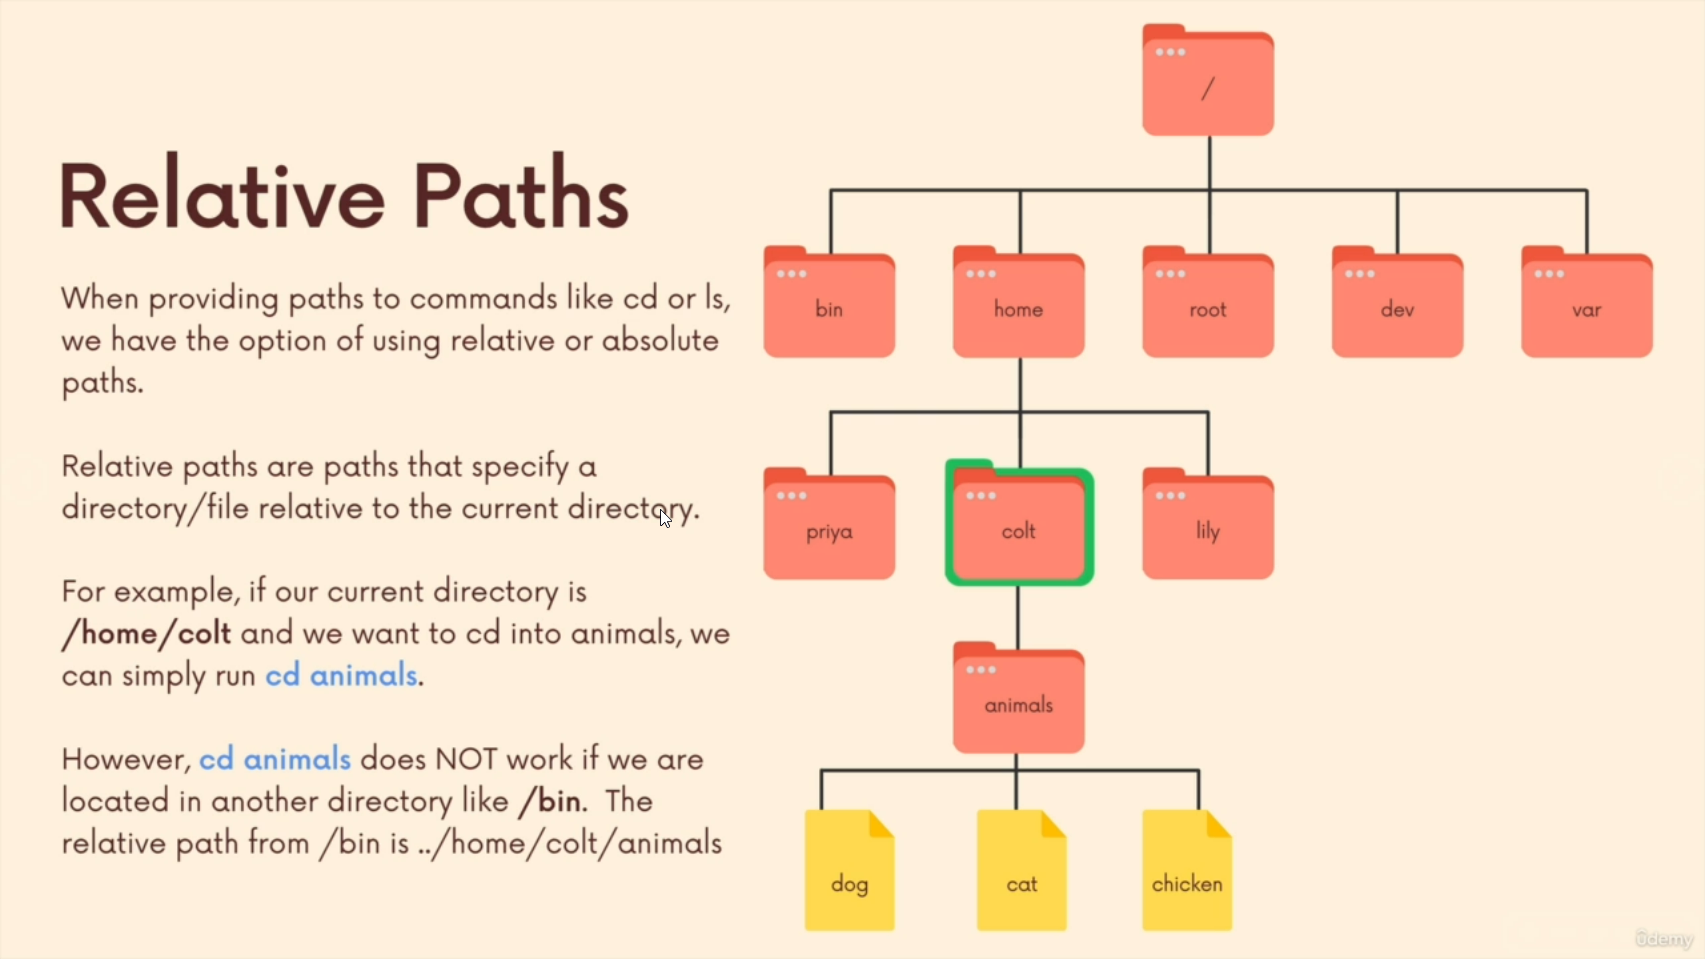 Relative Paths
When providing paths to commands like cd or ls,
we have the option of using relative or absolute
paths.
Relative paths are paths that specify a
directory/file relative to the current directory.
For example, if our current directory is
/home/colt and we want to cd into animals, we
can simply run cd animals.
However, cd animals does NOT work if we are
located in another directory like /bin.  The
relative path from /bin is ../home/colt/animals
/
bin
home
root
dev
var
priya
colt
lily
animals
dog
cat
chicken
ûdemy